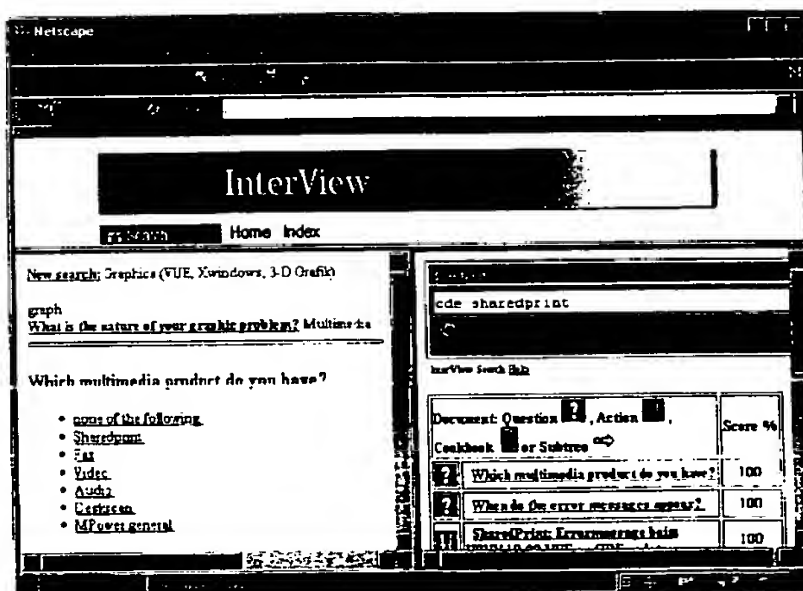 Netscape
InterView
Home Index
New search: Graphics (VUE, Xwindows, 3-D Grafik)
graph
What is the nature of your graphic problem? Multimedia
Which multimedia product do you have?
none of the following
Sharedprint
Fax
Video
Audio
Deskscan
MPower general
cde sharedprint
InterView Search Help
Document: Question ? , Action ! ,
Cookbook or Subtree ⇨
Score %
? Which multimedia product do you have? 100
? When do the error messages appear? 100
SharedPrint: Errormessage beim
100